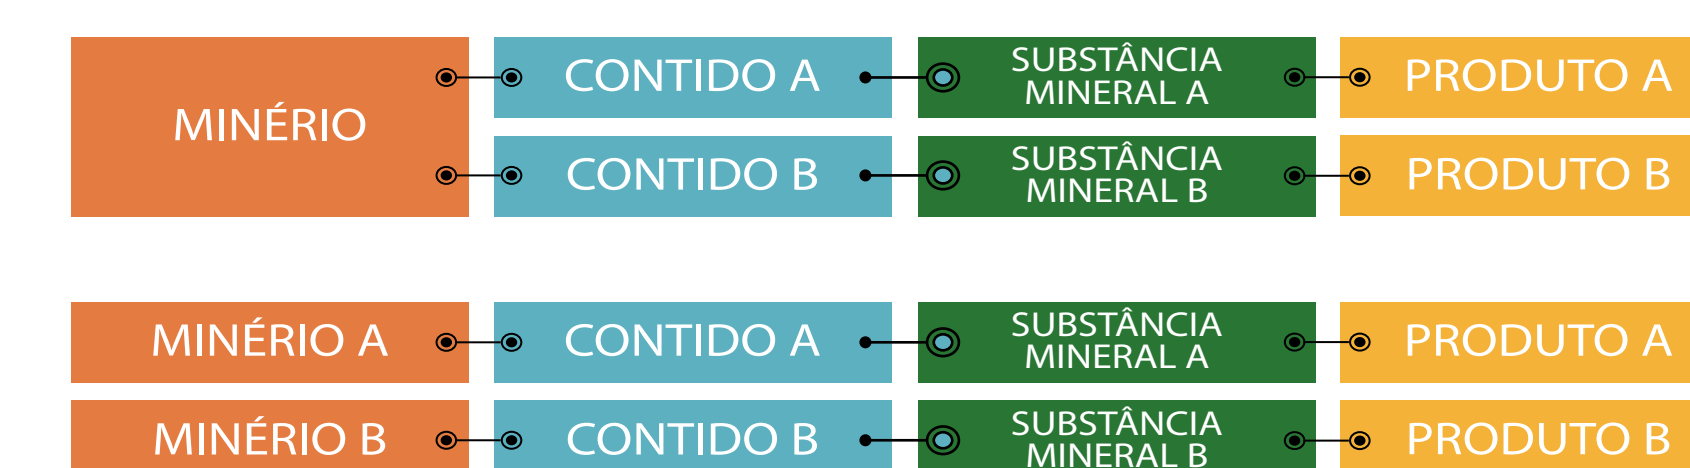 MINÉRIO
CONTIDO A
SUBSTÂNCIA
MINERAL A
PRODUTO A
CONTIDO B
SUBSTÂNCIA
MINERAL B
PRODUTO B
MINÉRIO A
CONTIDO A
SUBSTÂNCIA
MINERAL A
PRODUTO A
MINÉRIO B
CONTIDO B
SUBSTÂNCIA
MINERAL B
PRODUTO B